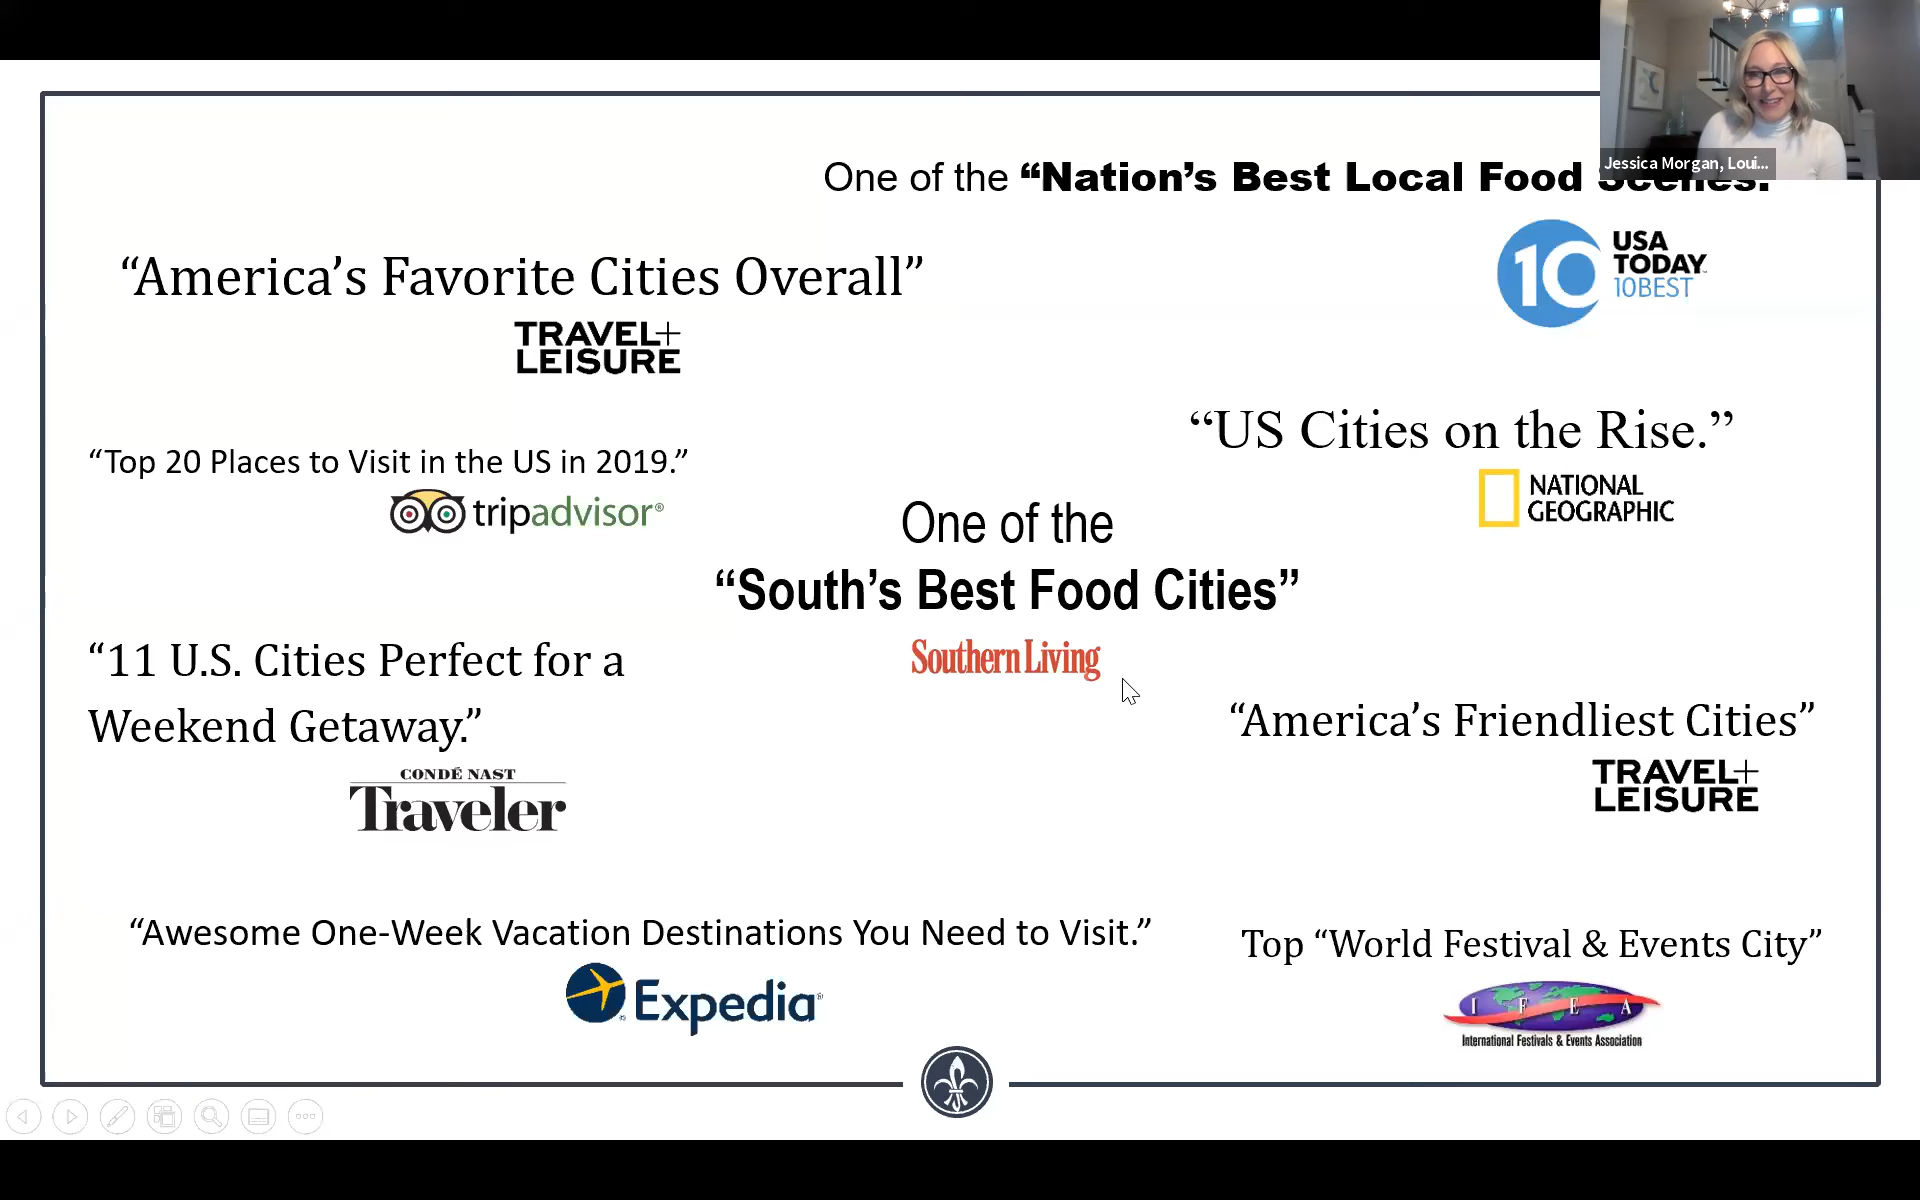 One of the “Nation’s Best Local Food Scenes.
Jessica Morgan, Loui...
10
USA
TODAY
10BEST
“America’s Favorite Cities Overall”
TRAVEL+
LEISURE
“US Cities on the Rise.”
NATIONAL
GEOGRAPHIC
“Top 20 Places to Visit in the US in 2019.”
tripadvisor®
One of the
“South’s Best Food Cities”
Southern Living
“11 U.S. Cities Perfect for a
Weekend Getaway.”
CONDÉ NAST
Traveler
“America’s Friendliest Cities”
TRAVEL+
LEISURE
“Awesome One-Week Vacation Destinations You Need to Visit.”
Expedia®
Top “World Festival & Events City”
I F E A
International Festivals & Events Association